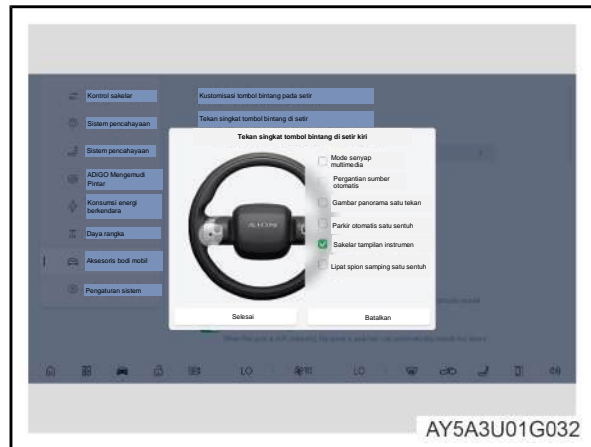 Kontrol sakelar
Sistem pencahayaan
Sistem pencahayaan
ADiGO Mengemudi
Pintar
Konsumsi energi
berkendara
Daya rangka
Aksesoris bodi mobil
Pengaturan sistem
Kustomisasi tombol bintang pada setir
Tekan singkat tombol bintang di setir
Tekan singkat tombol bintang di setir kiri
Mode senyap
multimedia
Pergantian sumber
otomatis
Gambar panorama satu tekan
Parkir otomatis satu sentuh
Sakelar tampilan instrumen
Lipat spion samping satu sentuh
Selesai
Batalkan
LO
LO
AY5A3U01G032